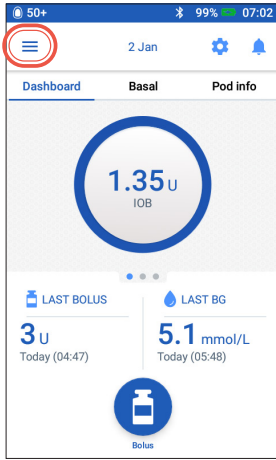 50+ 99% 07:02
2 Jan
Dashboard Basal Pod info
1.35 U
IOB
LAST BOLUS LAST BG
3 U 5.1 mmol/L
Today (04:47) Today (05:48)
Bolus